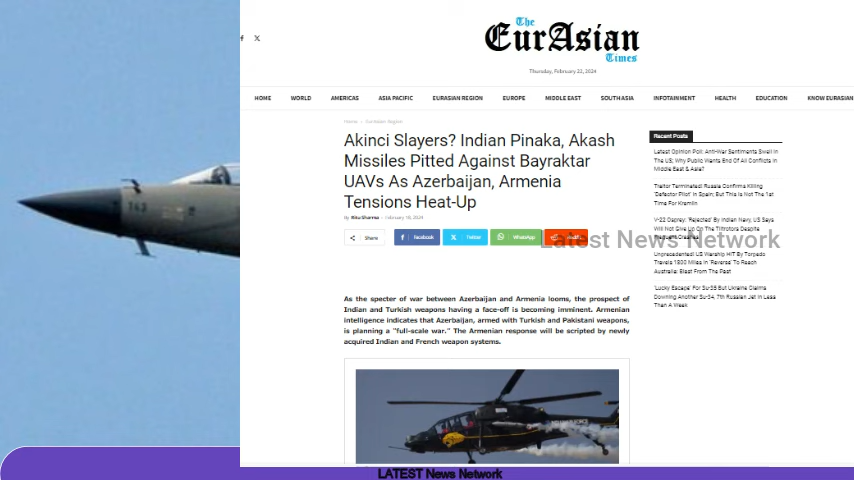 The
EurAsian
Times
Thursday, February 22, 2024
HOME WORLD AMERICAS ASIA PACIFIC EURASIAN REGION EUROPE MIDDLE EAST SOUTH ASIA INFOTAINMENT HEALTH EDUCATION KNOW EURASIAN
Home › Eurasian Region
Akinci Slayers? Indian Pinaka, Akash
Missiles Pitted Against Bayraktar
UAVs As Azerbaijan, Armenia
Tensions Heat-Up
By Ritu Sharma - February 18, 2024
Share Facebook Twitter WhatsApp
As the specter of war between Azerbaijan and Armenia looms, the prospect of
Indian and Turkish weapons having a face-off is becoming imminent. Armenian
intelligence indicates that Azerbaijan, armed with Turkish and Pakistani weapons,
is planning a "full-scale war." The Armenian response will be scripted by newly
acquired Indian and French weapon systems.
Recent Posts
Latest Opinion Poll: Anti-War Sentiments Swell In
The US; Why Public Wants End Of All Conflicts In
Middle East & Asia?
Traitor Terminated! Russia Confirms Killing
'Defector Pilot' In Spain; But This Is Not The 1st
Time For Kremlin
V-22 Osprey: 'Rejected' By Indian Navy, US Says
Will Not Give Up On The Tiltrotors Despite
Frequent Crashes
Latest News Network
Unprecedented! US Warship HIT By Torpedo
Travels 1800 Miles In 'Reverse' To Reach
Australia: Blast From The Past
'Lucky Escape' For Su-35 But Ukraine Claims
Downing Another Su-34, 7th Russian Jet In Less
Than A Week
LATEST News Network